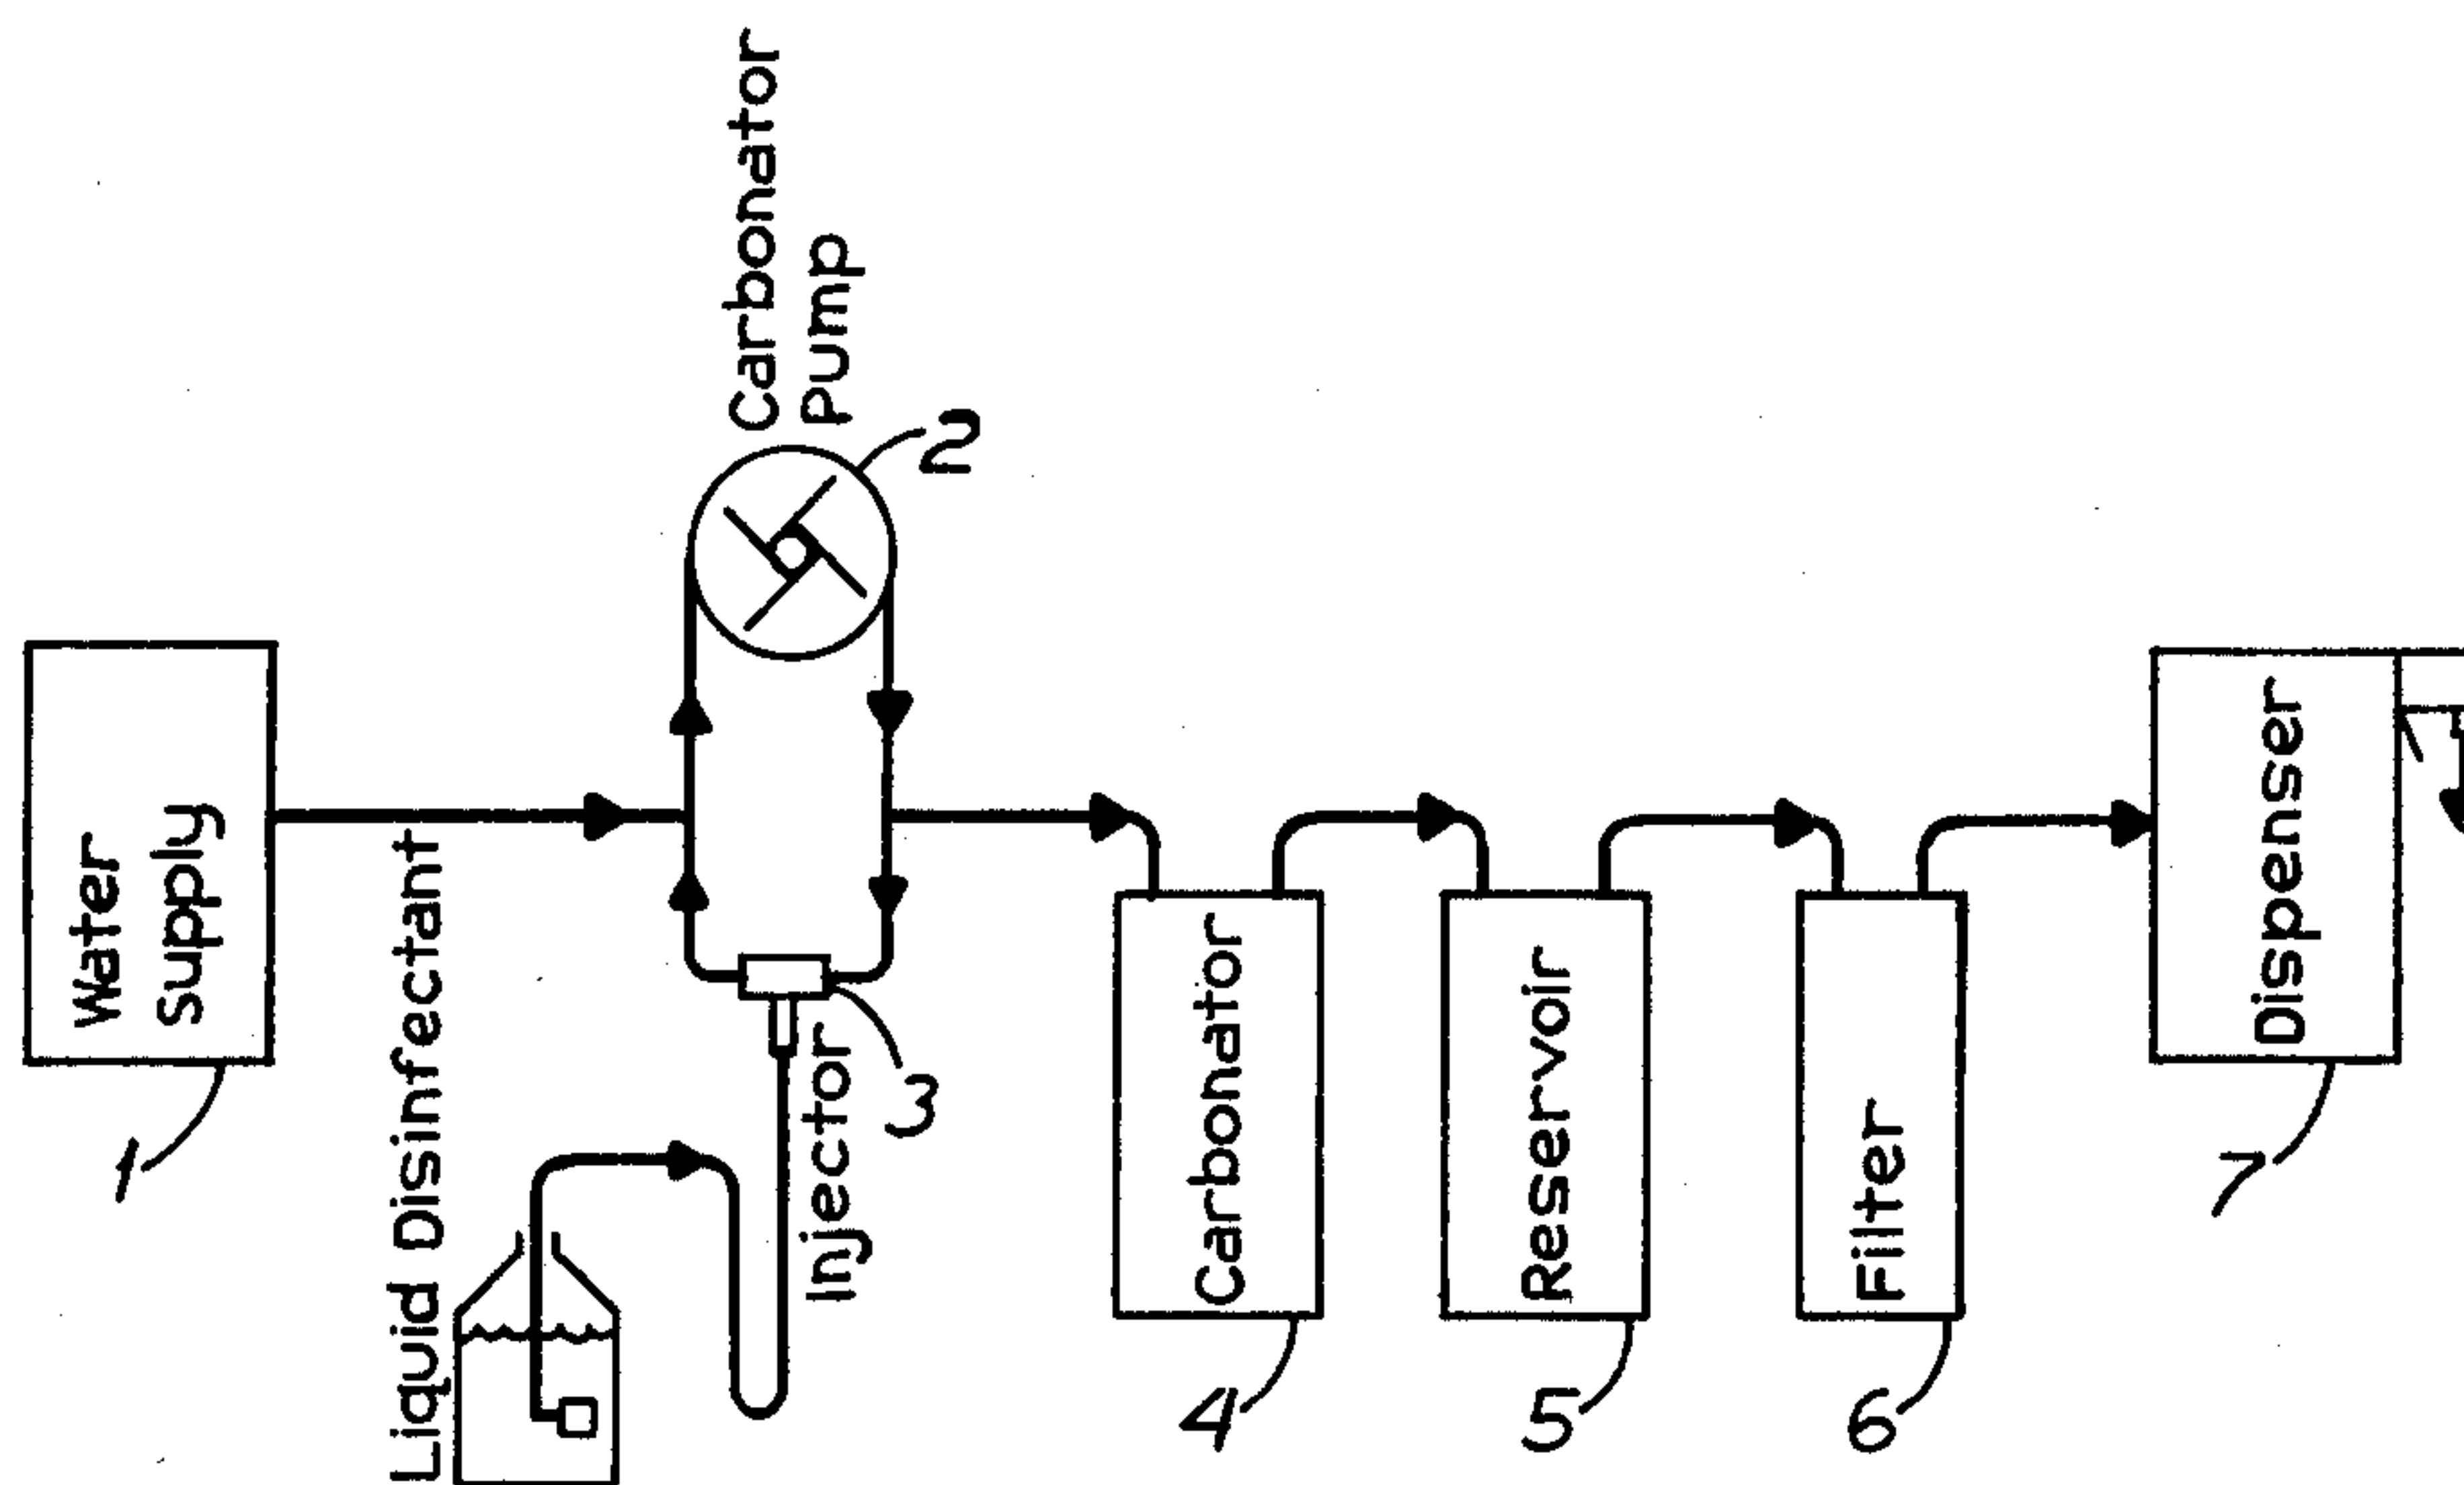 Water
Supply
1
Liquid Disinfectant
Carbonator
Pump
2
Injector
3
Carbonator
4
Reservoir
5
Filter
6
Dispenser
7